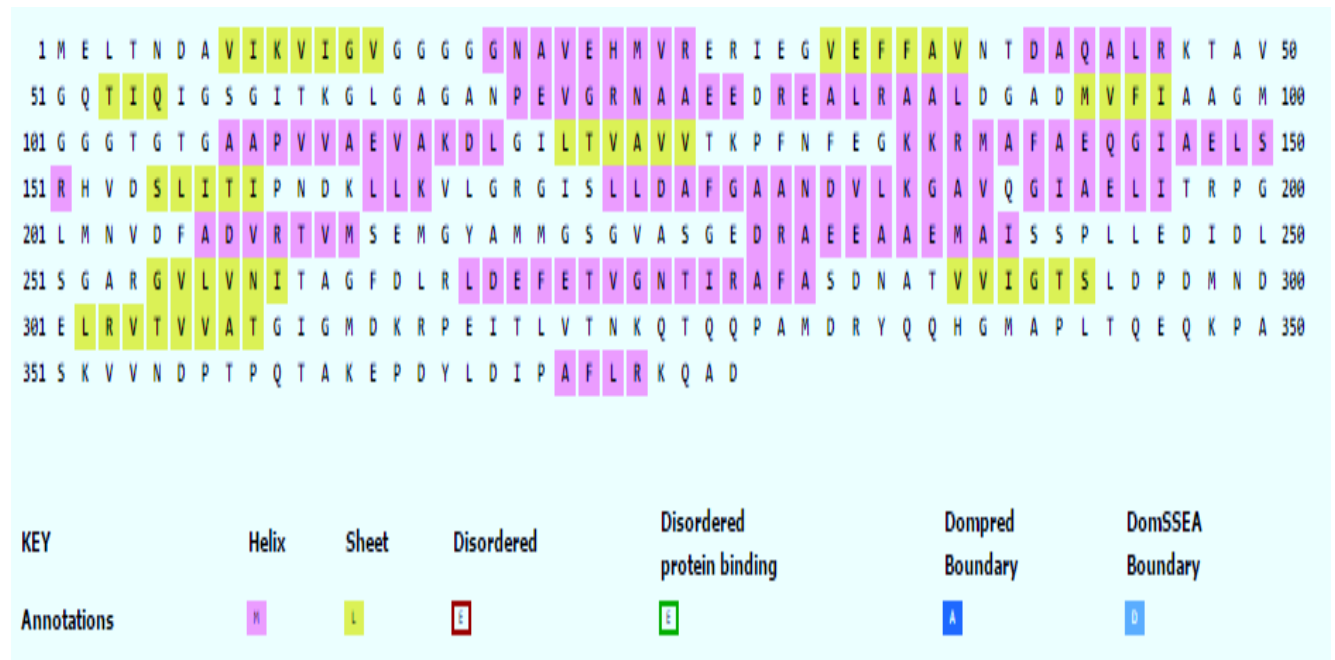 1 M E L T N D A V I K V I G V G G G G G N A V E H M V R E R I E G V E F F A V N T D A Q A L R K T A V 50
51 G Q T I Q I G S G I T K G L G A G A N P E V G R N A A E E D R E A L R A A L D G A D M V F I A A G M 100
101 G G G T G T G A A P V V A E V A K D L G I L T V A V V T K P F N F E G K K R M A F A E Q G I A E L S 150
151 R H V D S L I T I P N D K L L K V L G R G I S L L D A F G A A N D V L K G A V Q G I A E L I T R P G 200
201 L M N V D F A D V R T V M S E M G Y A M M G S G V A S G E D R A E E A A E M A I S S P L L E D I D L 250
251 S G A R G V L V N I T A G F D L R L D E F E T V G N T I R A F A S D N A T V V I G T S L D P D M N D 300
301 E L R V T V V A T G I G M D K R P E I T L V T N K Q T Q Q P A M D R Y Q Q H G M A P L T Q E Q K P A 350
351 S K V V N D P T P Q T A K E P D Y L D I P A F L R K Q A D
KEY Helix Sheet Disordered Disordered protein binding Dompred Boundary DomSSEA Boundary
Annotations M L E E A D